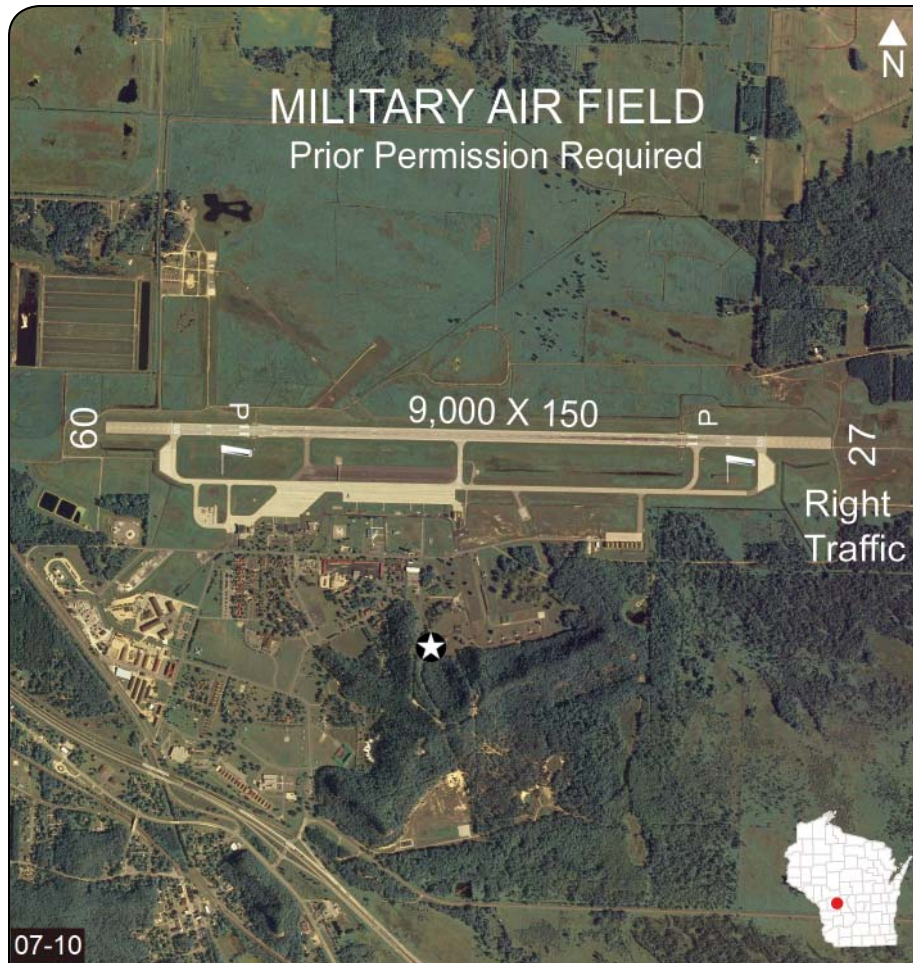 N
MILITARY AIR FIELD
Prior Permission Required
09
P
9,000 X 150
P
27
Right
Traffic
07-10